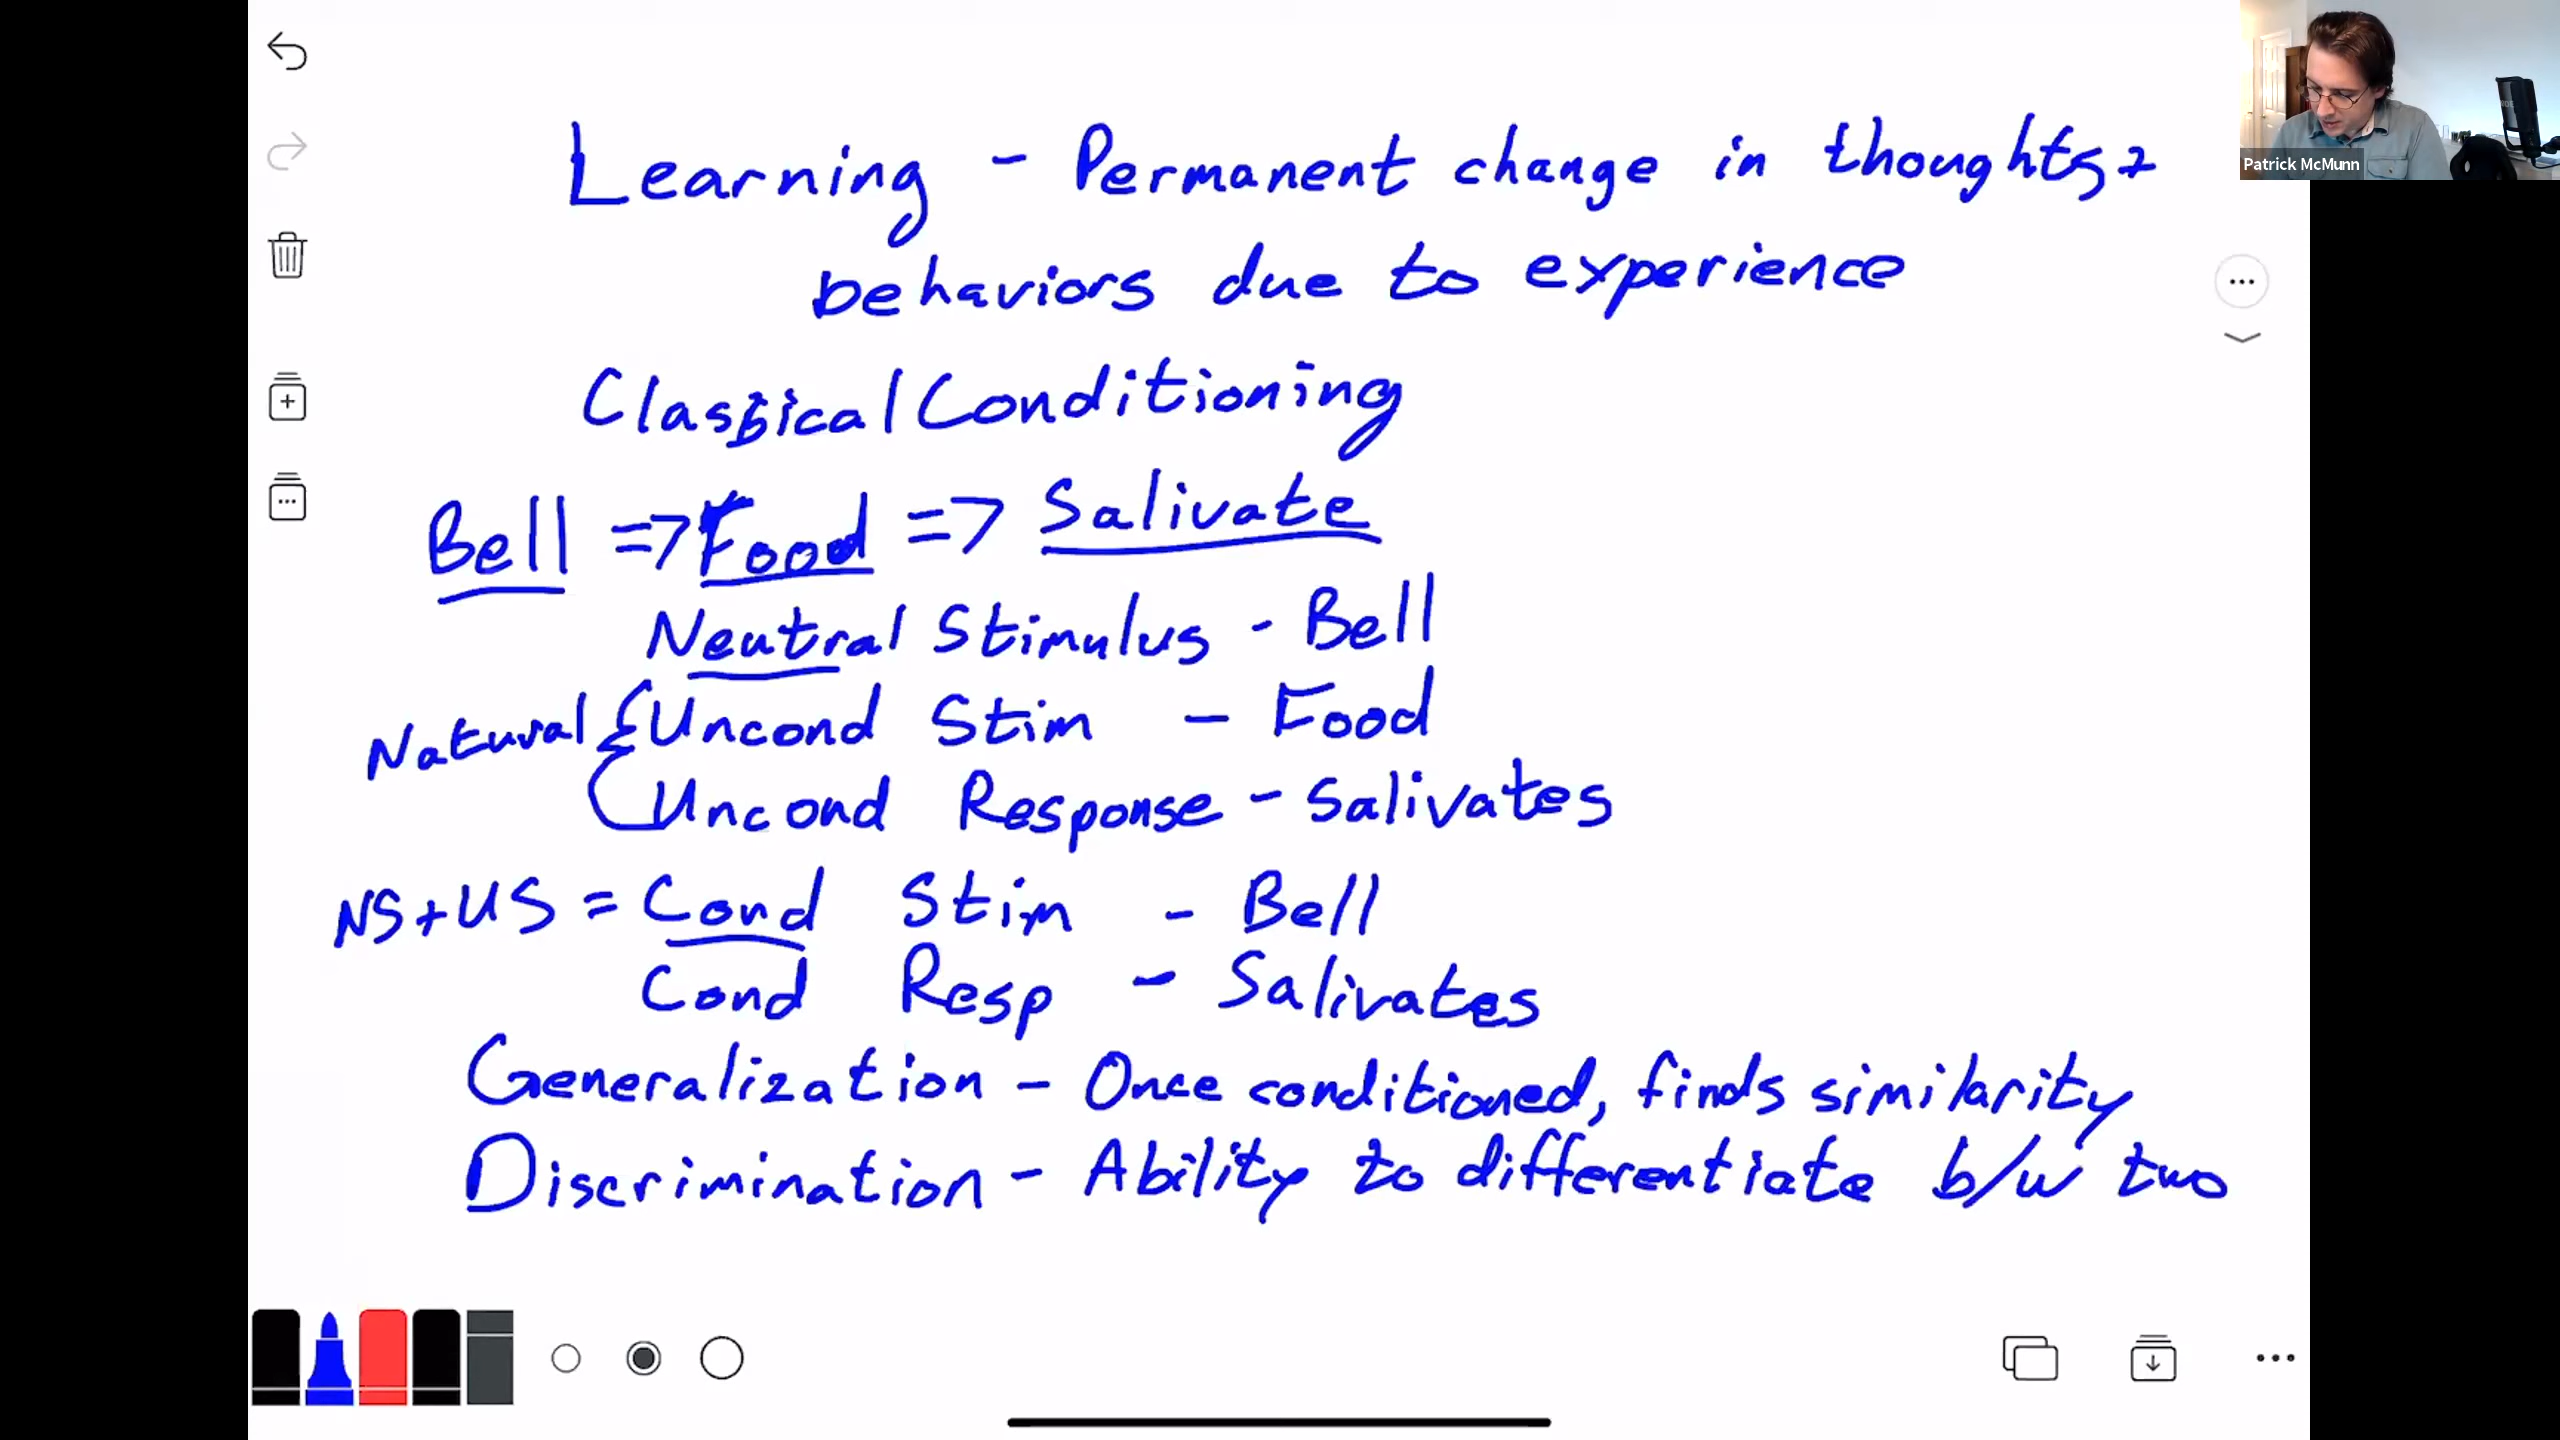 Learning - Permanent change in thoughts +
behaviors due to experience
Classical Conditioning
Bell => Food => Salivate
Neutral Stimulus - Bell
Natural { Uncond Stim - Food
Uncond Response - Salivates
NS + US = Cond Stim - Bell
Cond Resp - Salivates
Generalization - Once conditioned, finds similarity
Discrimination - Ability to differentiate b/w two
Patrick McMunn